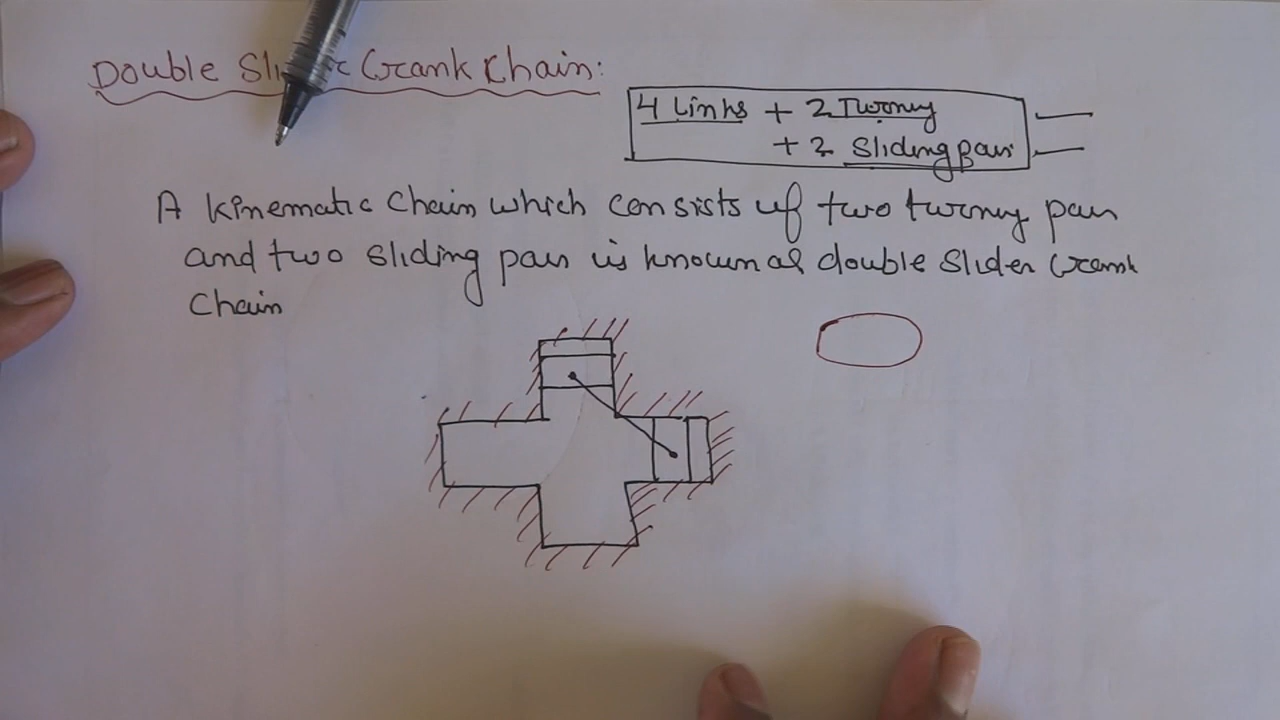 Double Slider Crank Chain:
4 Links + 2 Turning
+ 2 Sliding pair
A kinematic chain which consists of two turning pair
and two sliding pair is known as double slider Crank
Chain